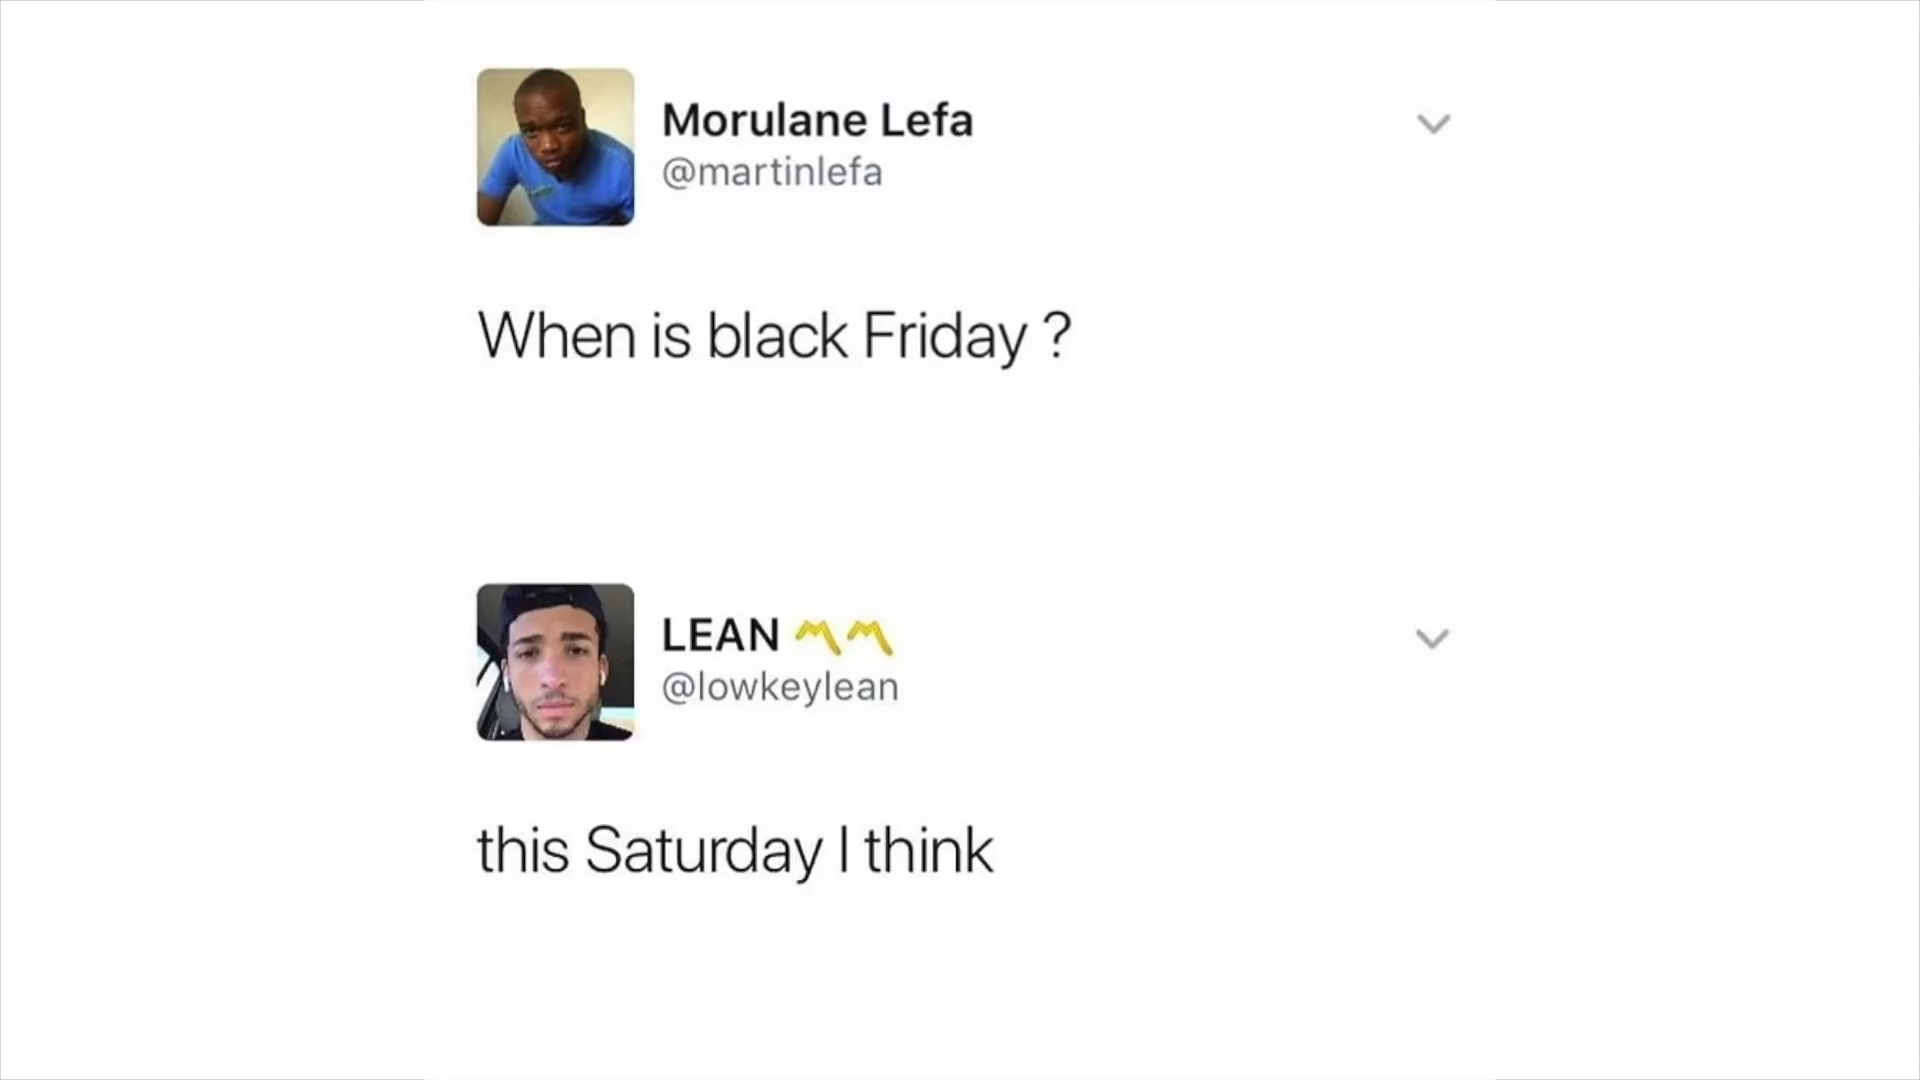 Morulane Lefa
@martinlefa
When is black Friday ?
LEAN 〽️〽️
@lowkeylean
this Saturday I think